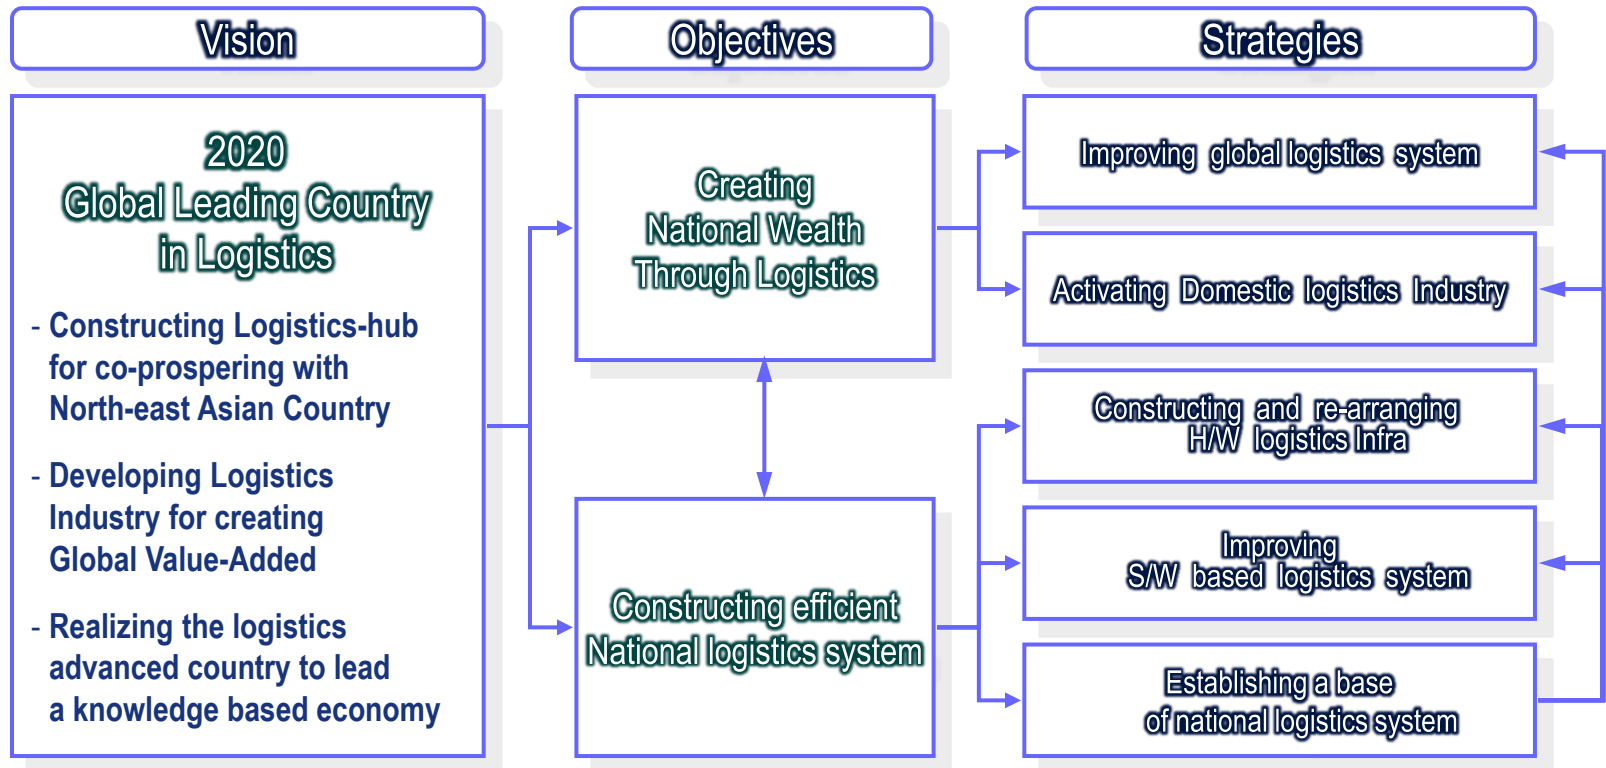 Vision
2020
Global Leading Country
in Logistics
- Constructing Logistics-hub
for co-prospering with
North-east Asian Country
- Developing Logistics
Industry for creating
Global Value-Added
- Realizing the logistics
advanced country to lead
a knowledge based economy
Objectives
Creating
National Wealth
Through Logistics
Constructing efficient
National logistics system
Strategies
Improving global logistics system
Activating Domestic logistics Industry
Constructing and re-arranging
H/W logistics Infra
Improving
S/W based logistics system
Establishing a base
of national logistics system